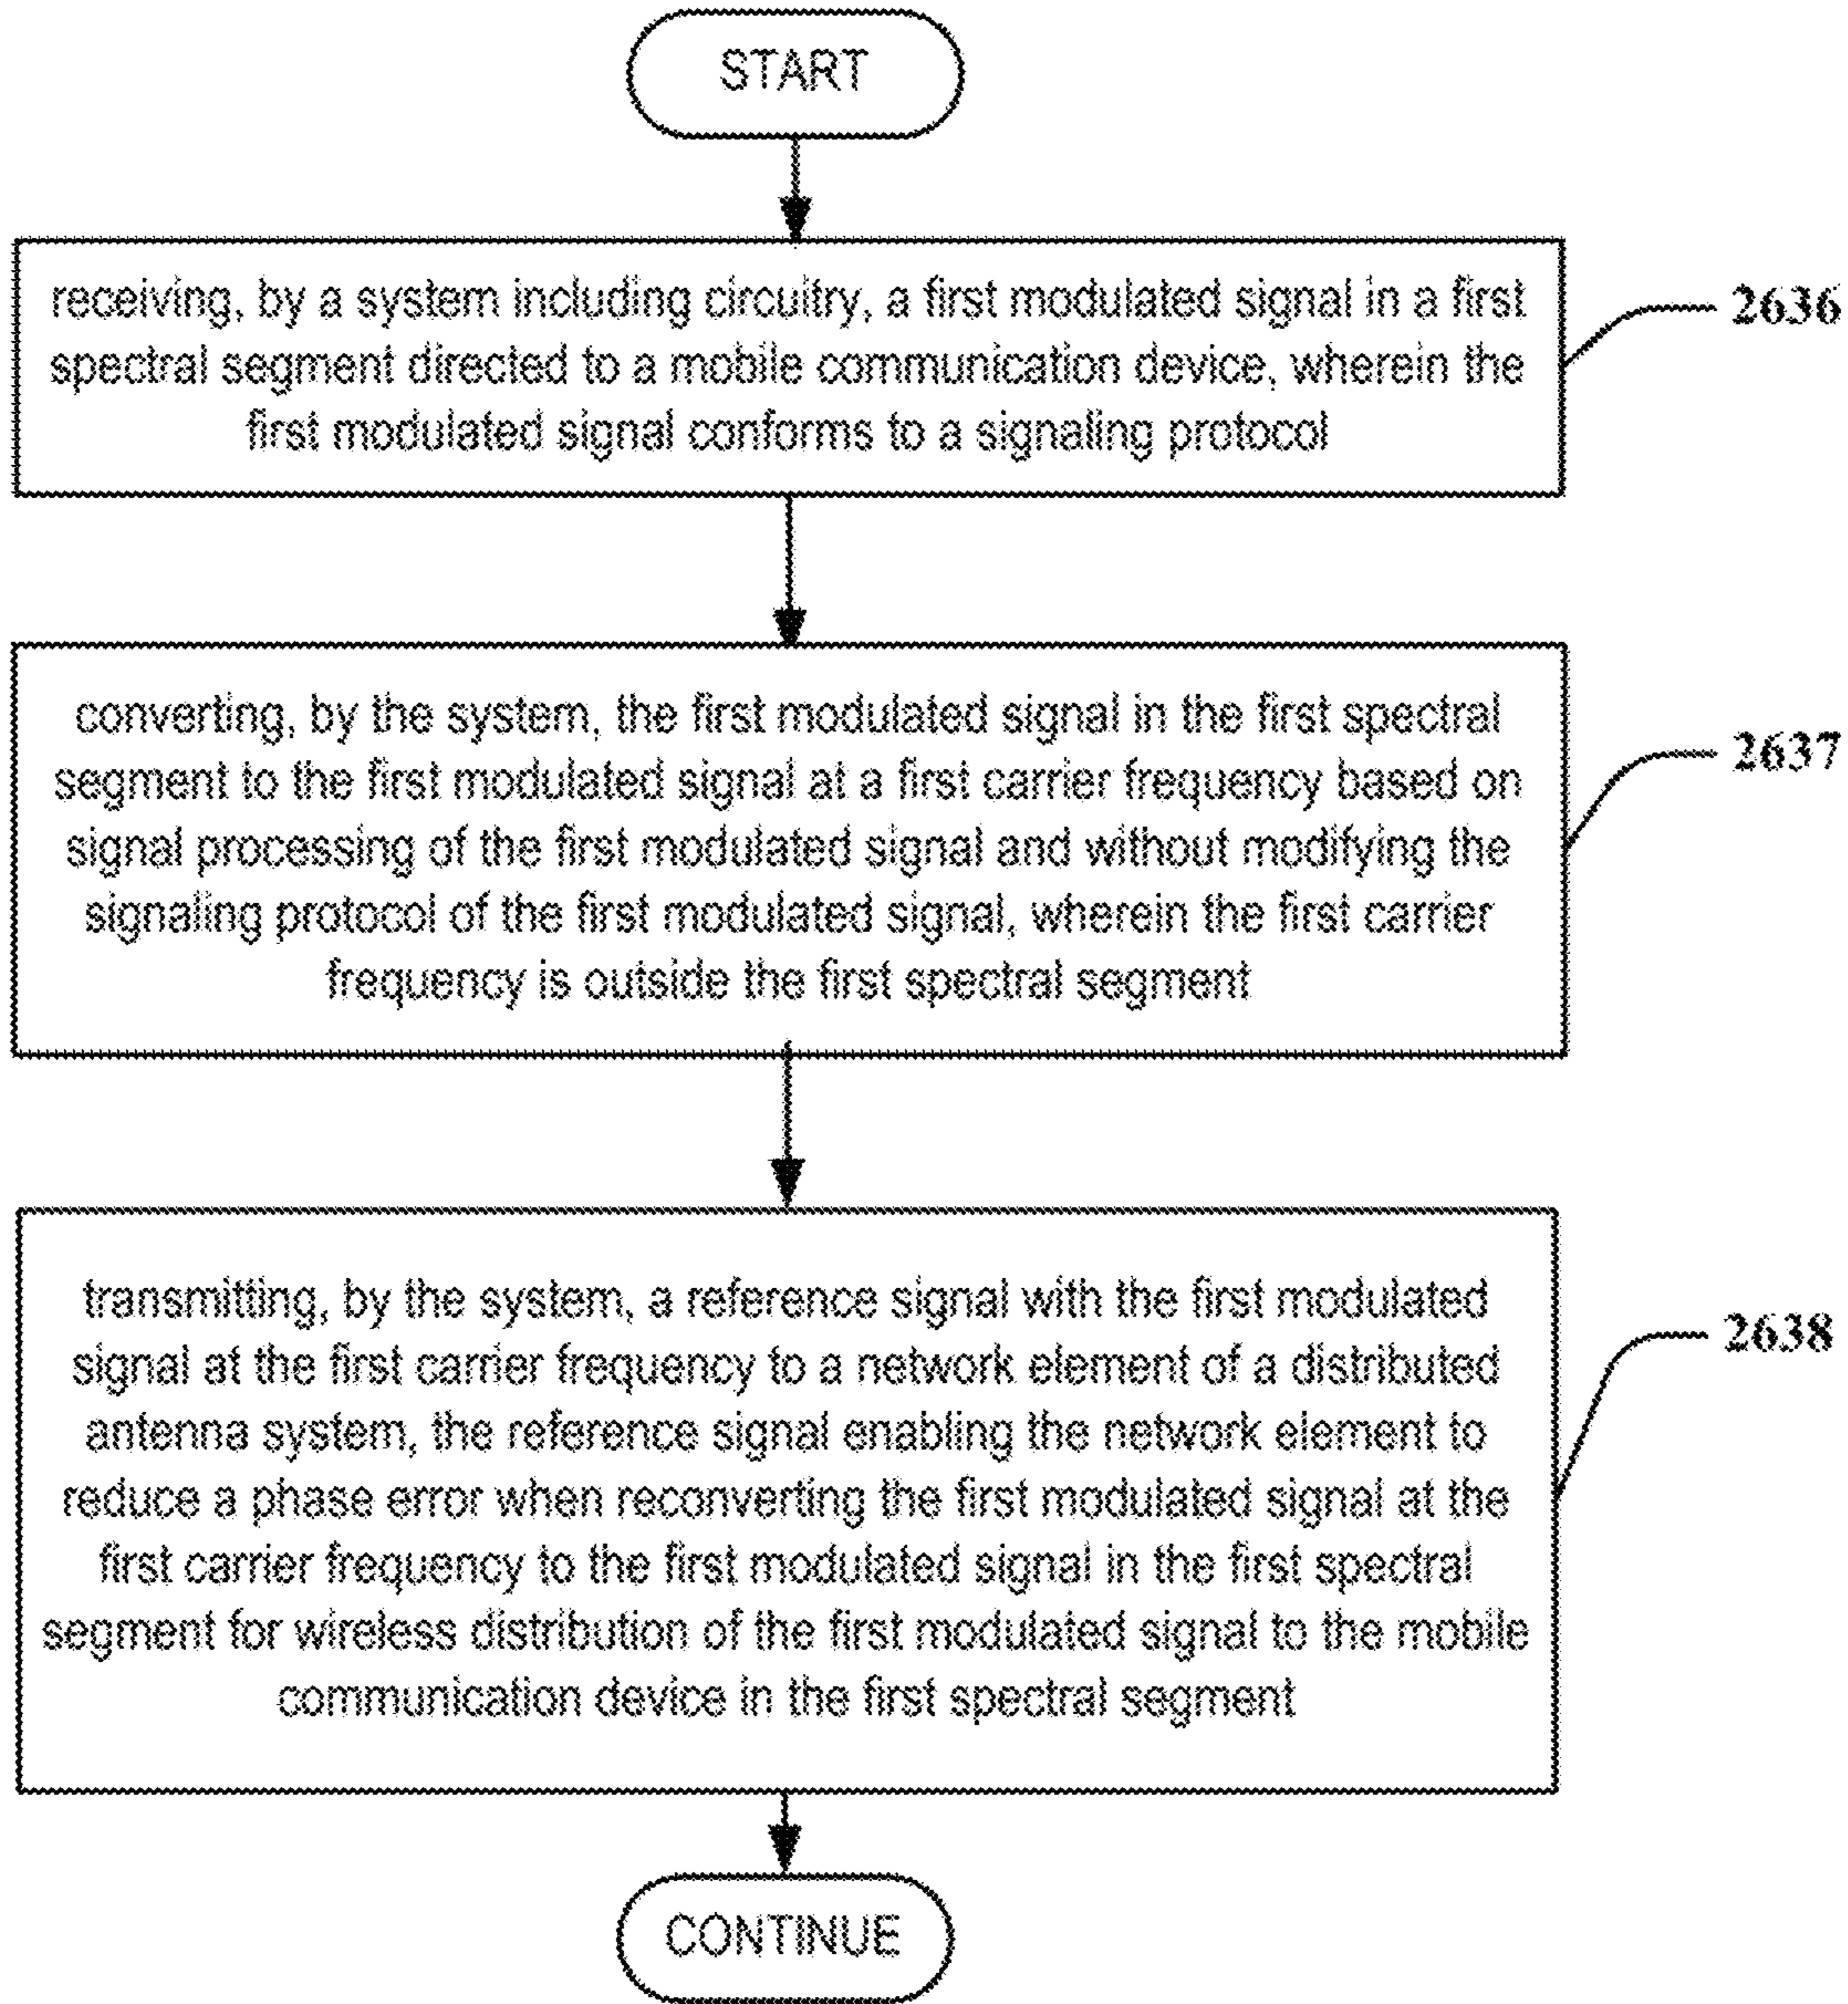 START
receiving, by a system including circuitry, a first modulated signal in a first
spectral segment directed to a mobile communication device, wherein the
first modulated signal conforms to a signaling protocol
2636
converting, by the system, the first modulated signal in the first spectral
segment to the first modulated signal at a first carrier frequency based on
signal processing of the first modulated signal and without modifying the
signaling protocol of the first modulated signal, wherein the first carrier
frequency is outside the first spectral segment
2637
transmitting, by the system, a reference signal with the first modulated
signal at the first carrier frequency to a network element of a distributed
antenna system, the reference signal enabling the network element to
reduce a phase error when reconverting the first modulated signal at the
first carrier frequency to the first modulated signal in the first spectral
segment for wireless distribution of the first modulated signal to the mobile
communication device in the first spectral segment
2638
CONTINUE